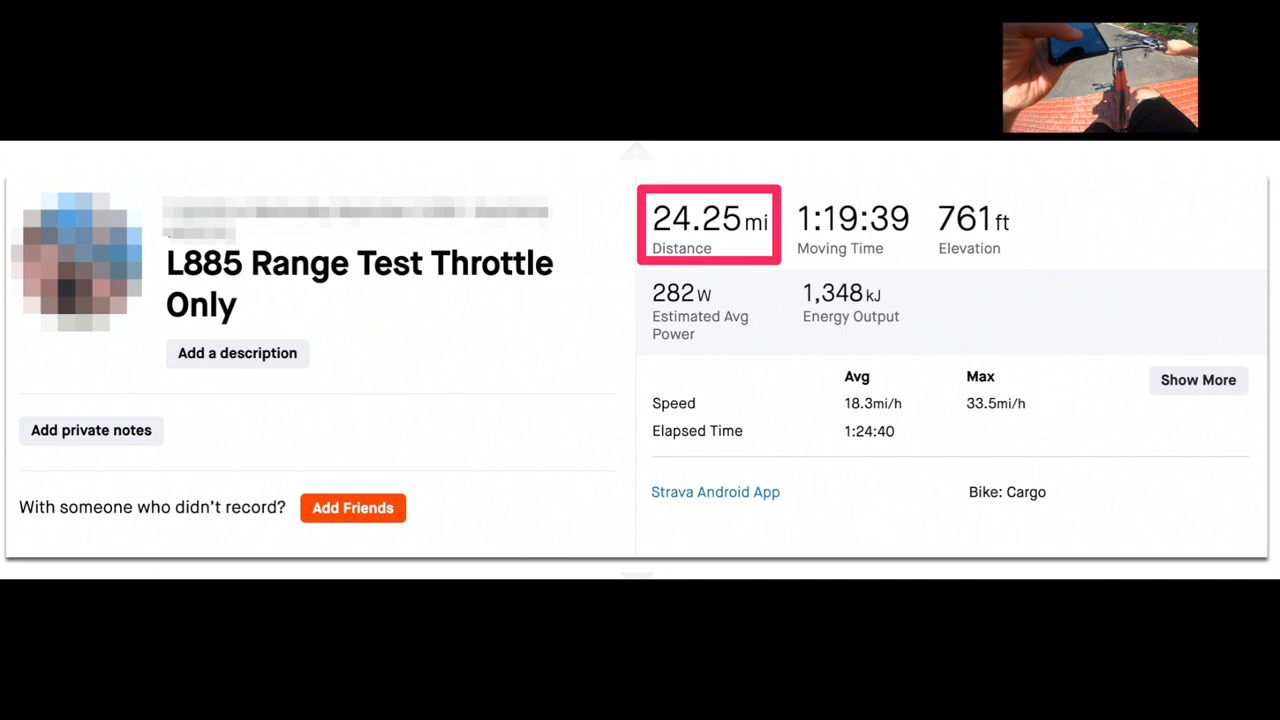 L885 Range Test Throttle
Only
Add a description
Add private notes
With someone who didn't record?
Add Friends
24.25 mi
Distance
1:19:39
Moving Time
761 ft
Elevation
282 W
Estimated Avg
Power
1,348 kJ
Energy Output
Avg
Max
Show More
Speed
18.3mi/h
33.5mi/h
Elapsed Time
1:24:40
Strava Android App
Bike: Cargo